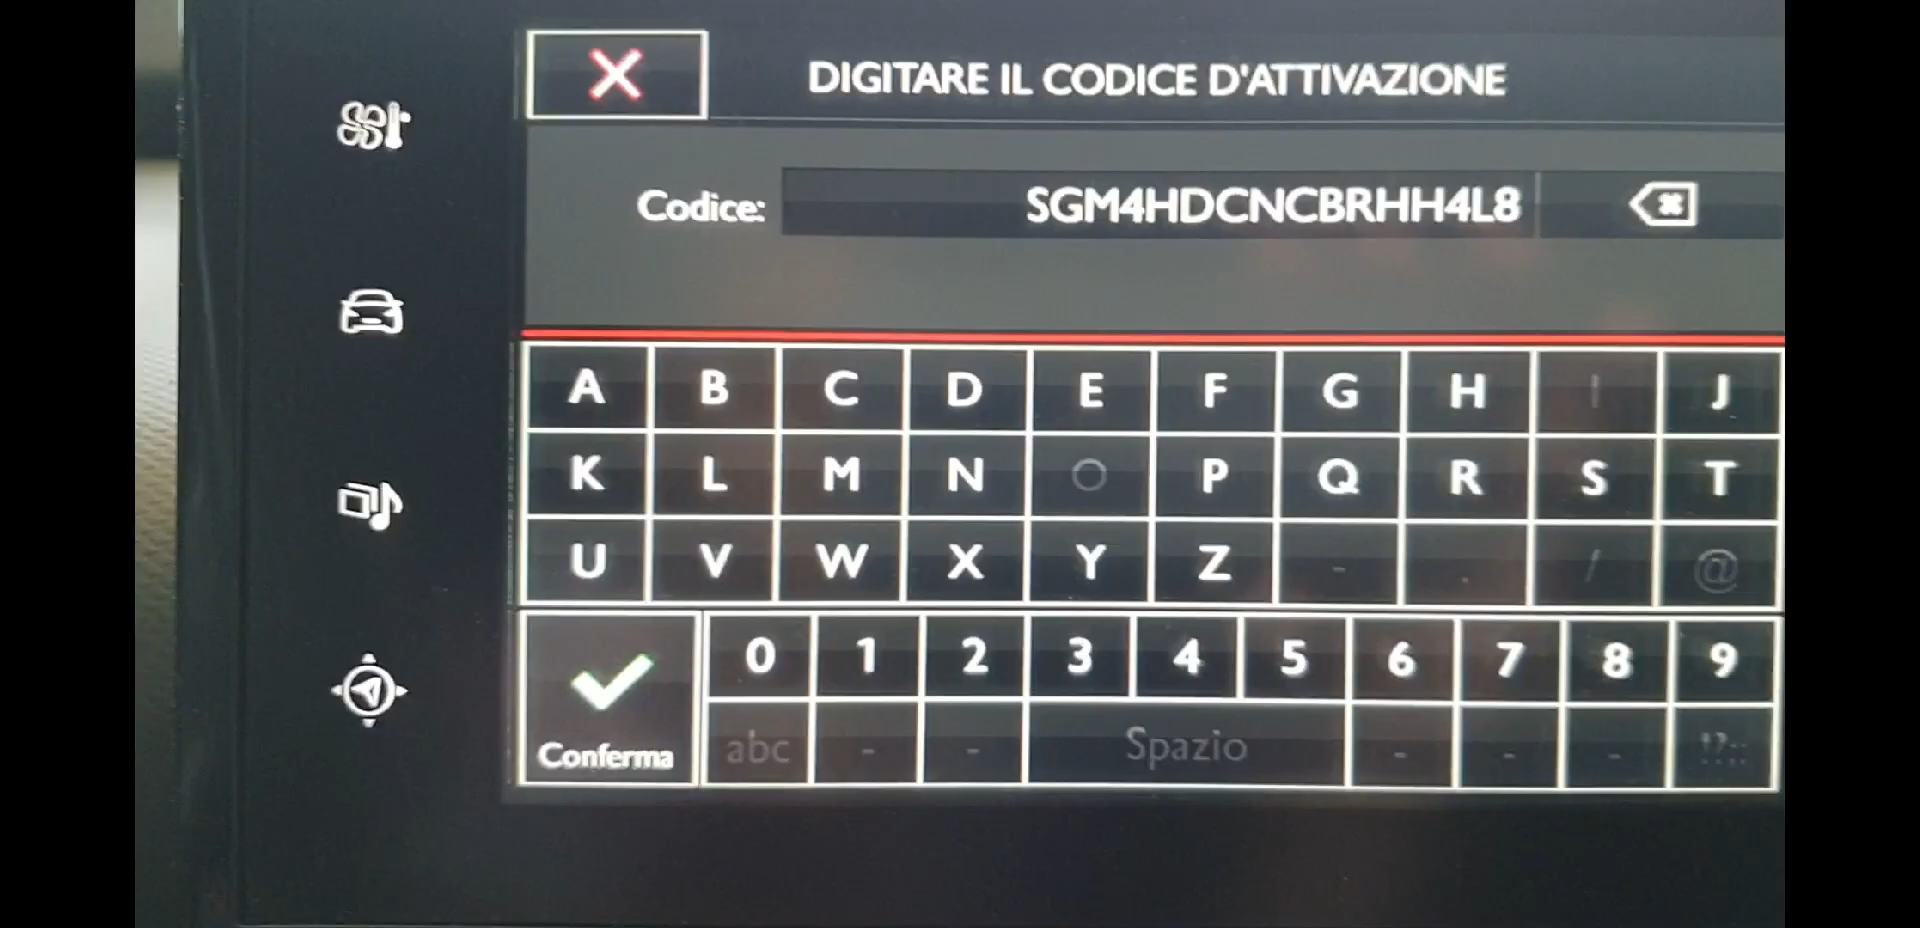 DIGITARE IL CODICE D'ATTIVAZIONE
Codice: SGM4HDCNCBRHH4L8
A B C D E F G H I J
K L M N O P Q R S T
U V W X Y Z - . / @
0 1 2 3 4 5 6 7 8 9
Conferma abc - - Spazio - - -